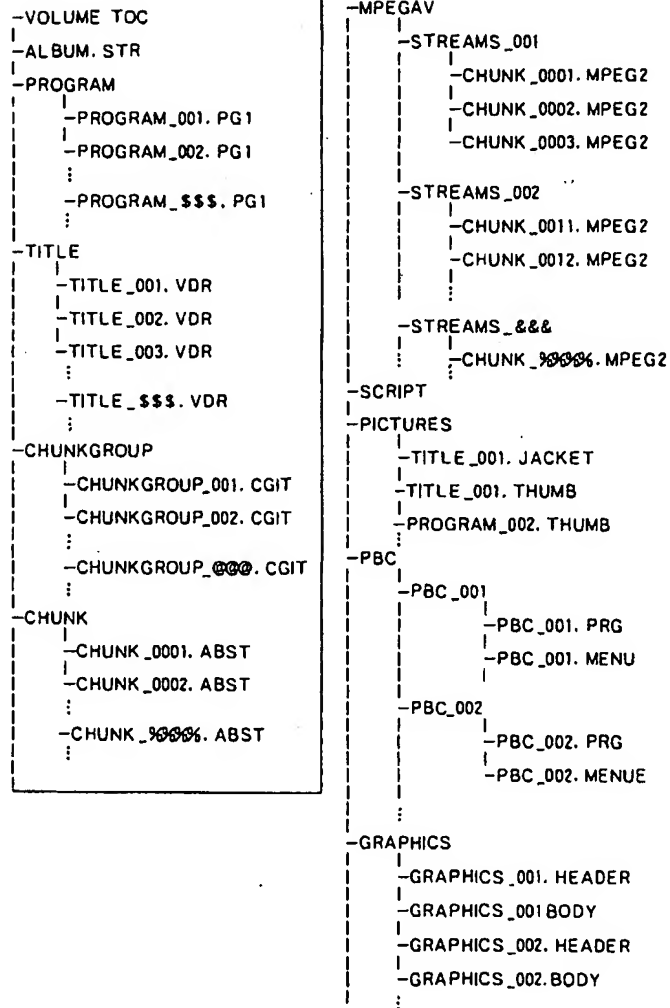 -VOLUME TOC
-ALBUM. STR
-PROGRAM
-PROGRAM_001. PG1
-PROGRAM_002. PG1
-PROGRAM_$$$. PG1
-TITLE
-TITLE_001. VDR
-TITLE_002. VDR
-TITLE_003. VDR
-TITLE_$$$. VDR
-CHUNKGROUP
-CHUNKGROUP_001. CGIT
-CHUNKGROUP_002. CGIT
-CHUNKGROUP_@@@. CGIT
-CHUNK
-CHUNK_0001. ABST
-CHUNK_0002. ABST
-CHUNK_%%%%. ABST
-MPEGAV
-STREAMS_001
-CHUNK_0001. MPEG2
-CHUNK_0002. MPEG2
-CHUNK_0003. MPEG2
-STREAMS_002
-CHUNK_0011. MPEG2
-CHUNK_0012. MPEG2
-STREAMS_&&&
-CHUNK_%%%%. MPEG2
-SCRIPT
-PICTURES
-TITLE_001. JACKET
-TITLE_001. THUMB
-PROGRAM_002. THUMB
-PBC
-PBC_001
-PBC_001. PRG
-PBC_001. MENU
-PBC_002
-PBC_002. PRG
-PBC_002. MENUE
-GRAPHICS
-GRAPHICS_001. HEADER
-GRAPHICS_001 BODY
-GRAPHICS_002. HEADER
-GRAPHICS_002. BODY